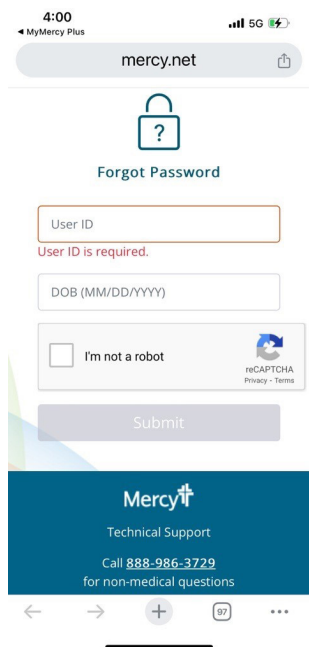 4:00
5G
◄ MyMercy Plus
mercy.net
?
Forgot Password
User ID
User ID is required.
DOB (MM/DD/YYYY)
I'm not a robot
reCAPTCHA
Privacy - Terms
Submit
Mercy
Technical Support
Call 888-986-3729
for non-medical questions
97